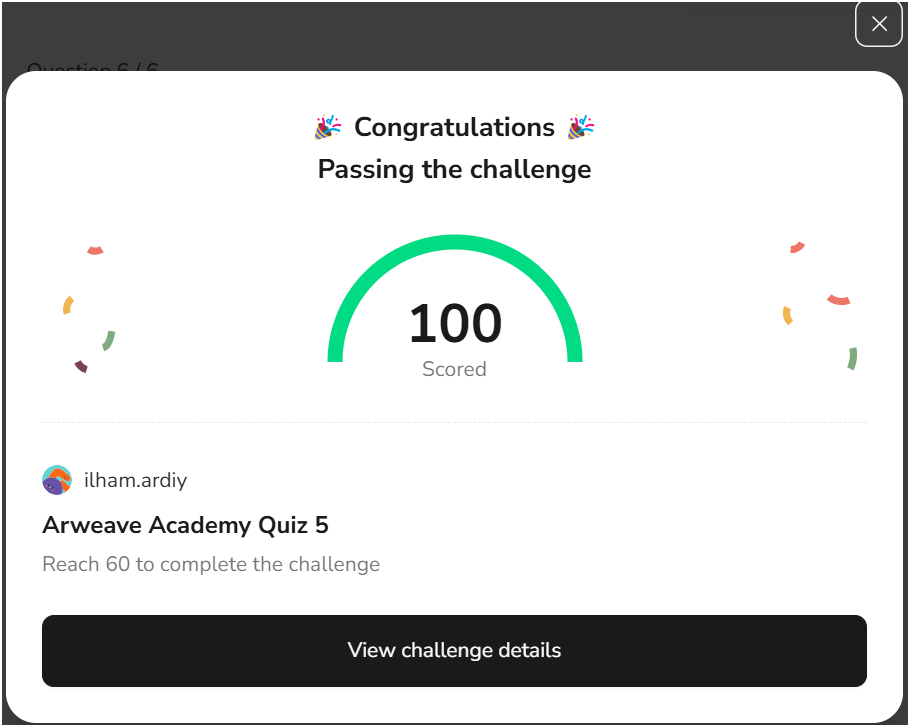 Question 6 / 6
Congratulations
Passing the challenge
100
Scored
ilham.ardiy
Arweave Academy Quiz 5
Reach 60 to complete the challenge
View challenge details